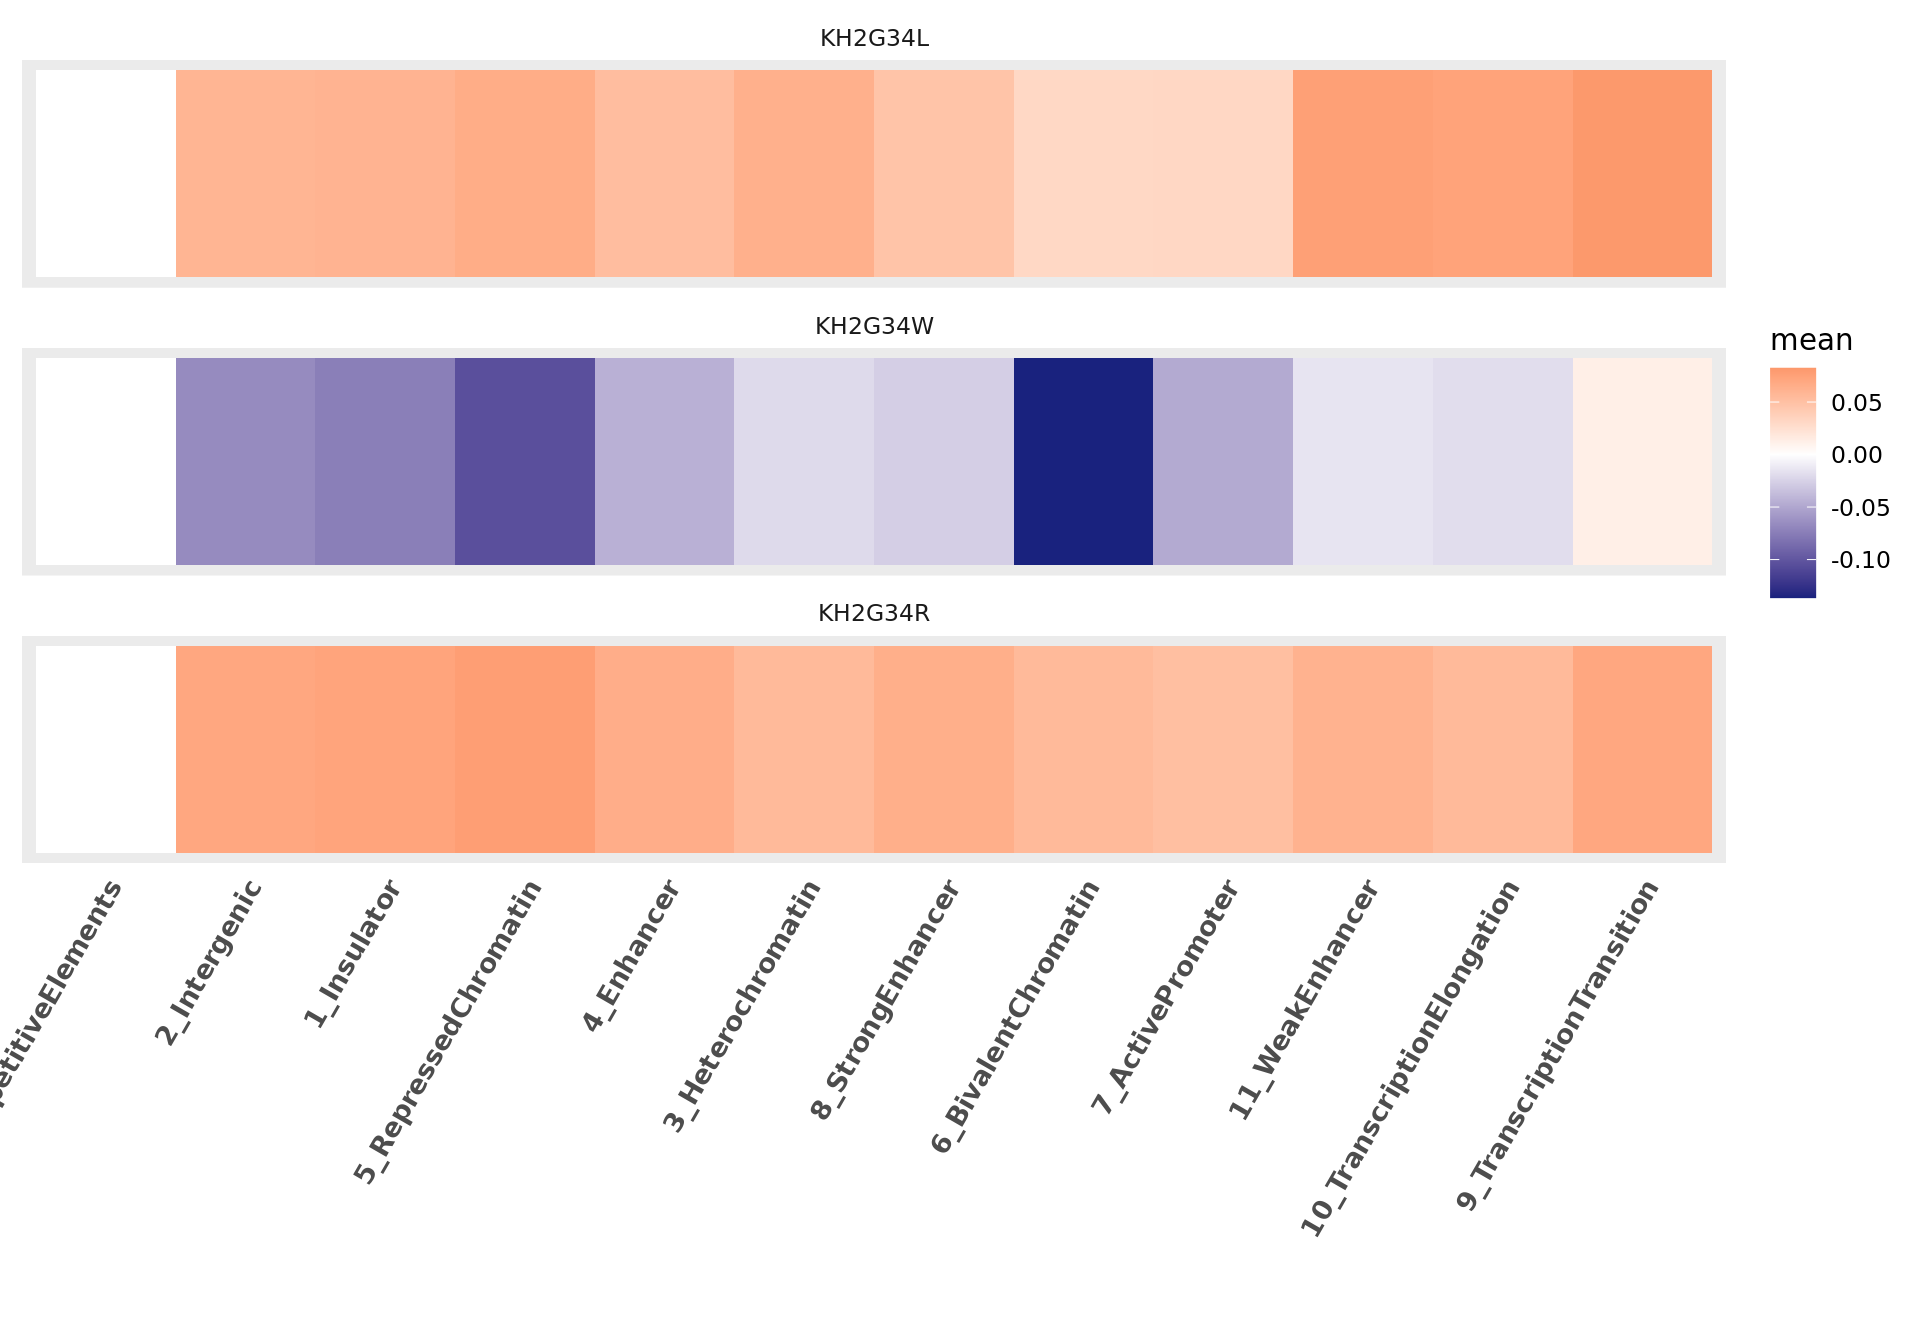 KH2G34L
KH2G34W
mean
0.05
0.00
-0.05
-0.10
KH2G34R
petitiveElements
2_Intergenic
1_Insulator
5_RepressedChromatin
4_Enhancer
3_Heterochromatin
8_StrongEnhancer
6_BivalentChromatin
7_ActivePromoter
11_WeakEnhancer
10_TranscriptionElongation
9_TranscriptionTransition